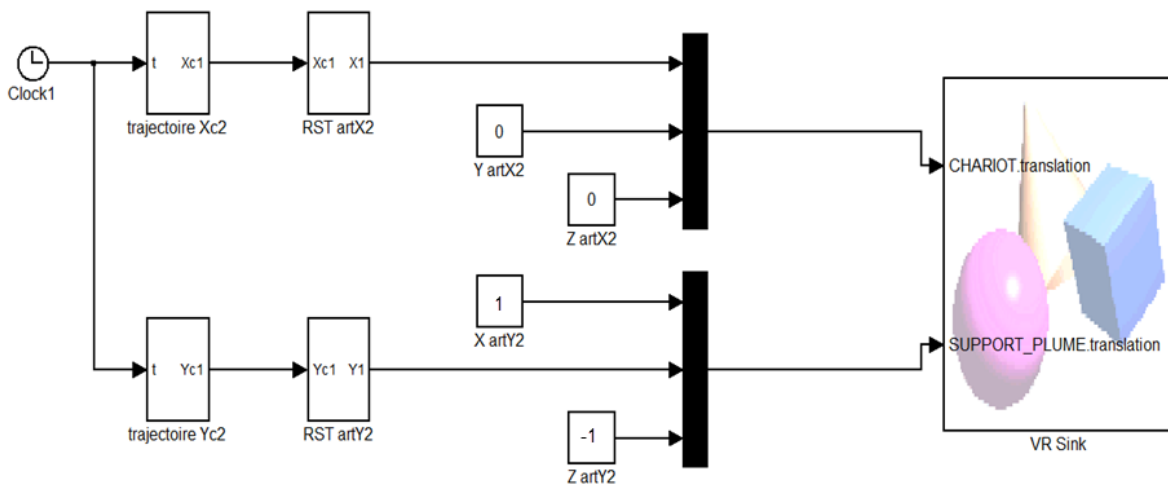 Clock1
t Xc1
trajectoire Xc2
Xc1 X1
RST artX2
0
Y artX2
0
Z artX2
CHARIOT.translation
1
X artY2
t Yc1
trajectoire Yc2
Yc1 Y1
RST artY2
-1
Z artY2
SUPPORT_PLUME.translation
VR Sink